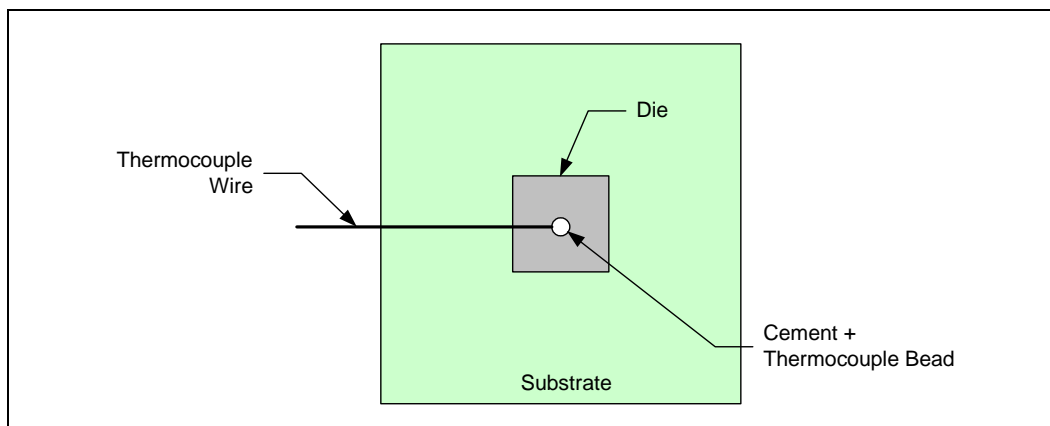 Die
Thermocouple
Wire
Cement +
Thermocouple Bead
Substrate